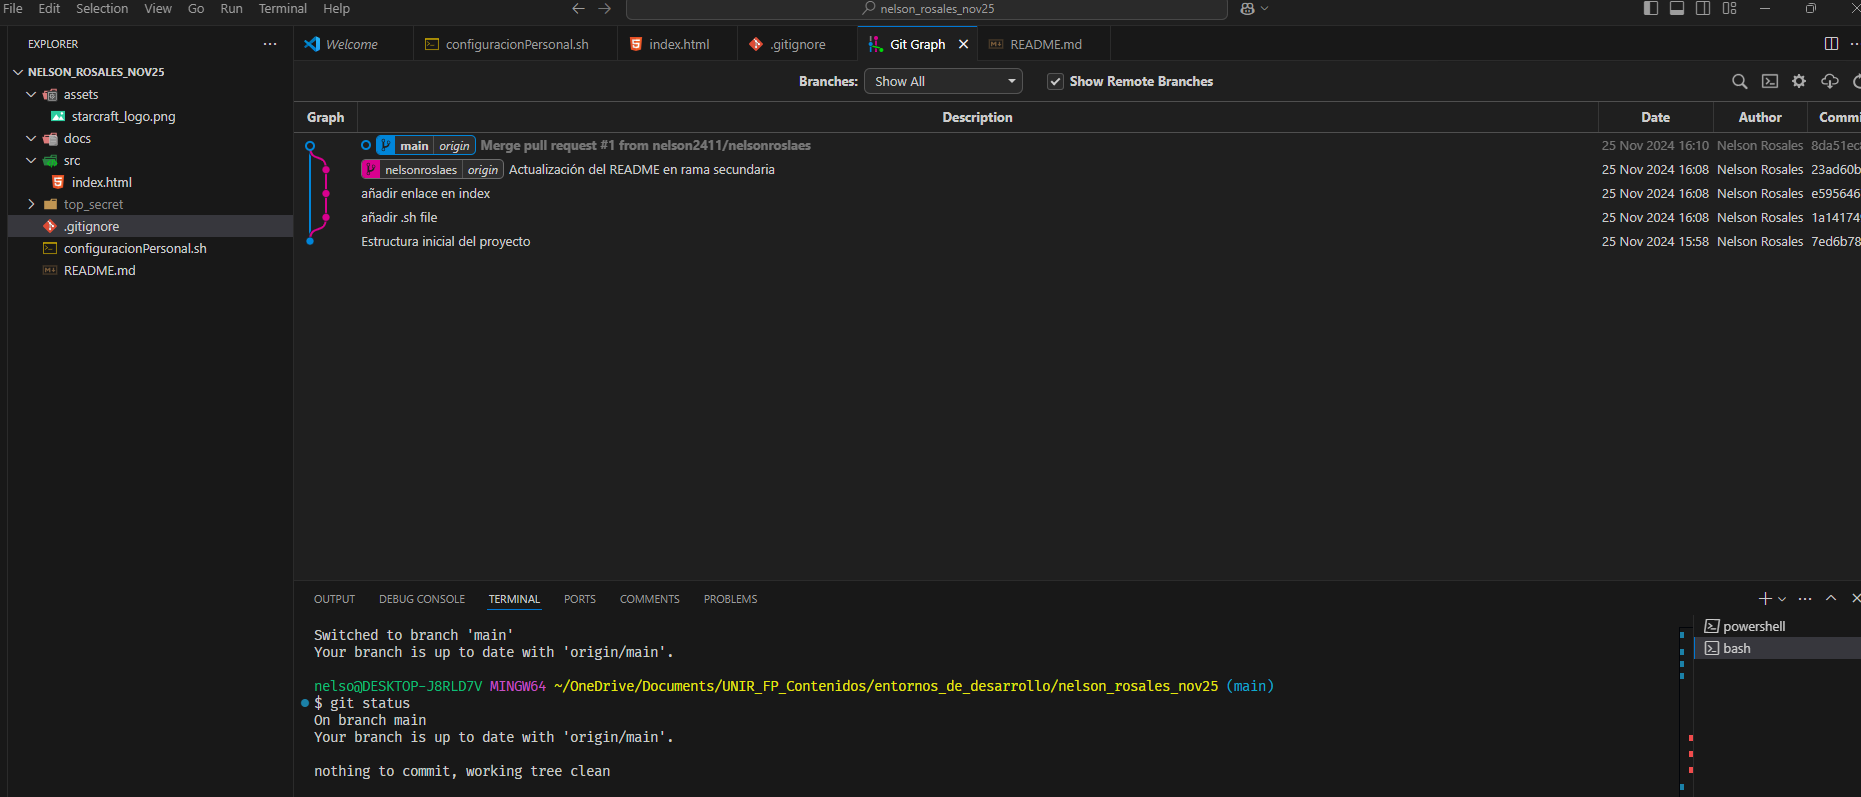 File Edit Selection View Go Run Terminal Help
nelson_rosales_nov25
EXPLORER
NELSON_ROSALES_NOV25
assets
starcraft_logo.png
docs
src
index.html
top_secret
.gitignore
configuracionPersonal.sh
README.md
Welcome configuracionPersonal.sh index.html .gitignore Git Graph README.md
Branches: Show All Show Remote Branches
Graph Description Date Author Commi
main origin Merge pull request #1 from nelson2411/nelsonroslaes 25 Nov 2024 16:10 Nelson Rosales 8da51ec
nelsonroslaes origin Actualización del README en rama secundaria 25 Nov 2024 16:08 Nelson Rosales 23ad60b
añadir enlace en index 25 Nov 2024 16:08 Nelson Rosales e595646
añadir .sh file 25 Nov 2024 16:08 Nelson Rosales 1a14174
Estructura inicial del proyecto 25 Nov 2024 15:58 Nelson Rosales 7ed6b78
OUTPUT DEBUG CONSOLE TERMINAL PORTS COMMENTS PROBLEMS
Switched to branch 'main'
Your branch is up to date with 'origin/main'.
nelso@DESKTOP-J8RLD7V MINGW64 ~/OneDrive/Documents/UNIR_FP_Contenidos/entornos_de_desarrollo/nelson_rosales_nov25 (main)
$ git status
On branch main
Your branch is up to date with 'origin/main'.
nothing to commit, working tree clean
powershell
bash